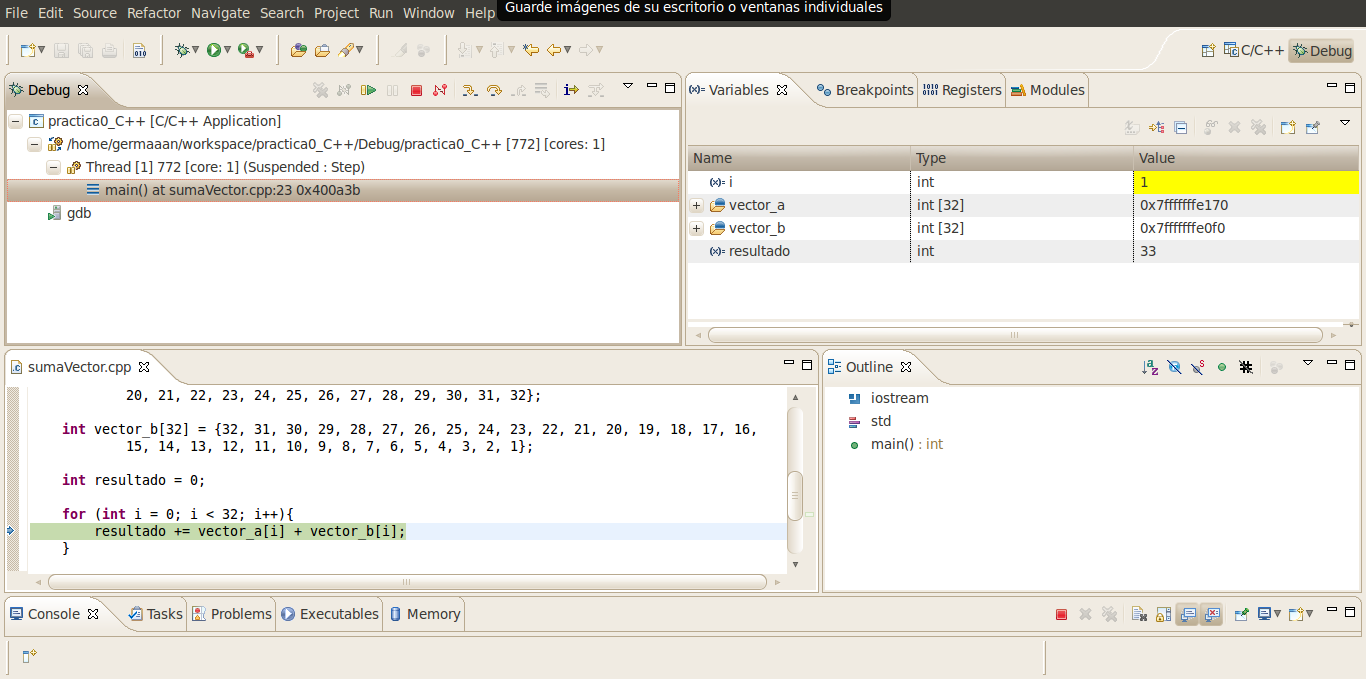 File Edit Source Refactor Navigate Search Project Run Window Help
Guarde imágenes de su escritorio o ventanas individuales
C/C++ Debug
Debug
practica0_C++ [C/C++ Application]
/home/germaaan/workspace/practica0_C++/Debug/practica0_C++ [772] [cores: 1]
Thread [1] 772 [core: 1] (Suspended : Step)
main() at sumaVector.cpp:23 0x400a3b
gdb
Variables Breakpoints Registers Modules
Name Type Value
i int 1
vector_a int [32] 0x7fffffffe170
vector_b int [32] 0x7fffffffe0f0
resultado int 33
sumaVector.cpp
20, 21, 22, 23, 24, 25, 26, 27, 28, 29, 30, 31, 32};
int vector_b[32] = {32, 31, 30, 29, 28, 27, 26, 25, 24, 23, 22, 21, 20, 19, 18, 17, 16,
15, 14, 13, 12, 11, 10, 9, 8, 7, 6, 5, 4, 3, 2, 1};
int resultado = 0;
for (int i = 0; i < 32; i++){
resultado += vector_a[i] + vector_b[i];
}
Outline
iostream
std
main() : int
Console Tasks Problems Executables Memory